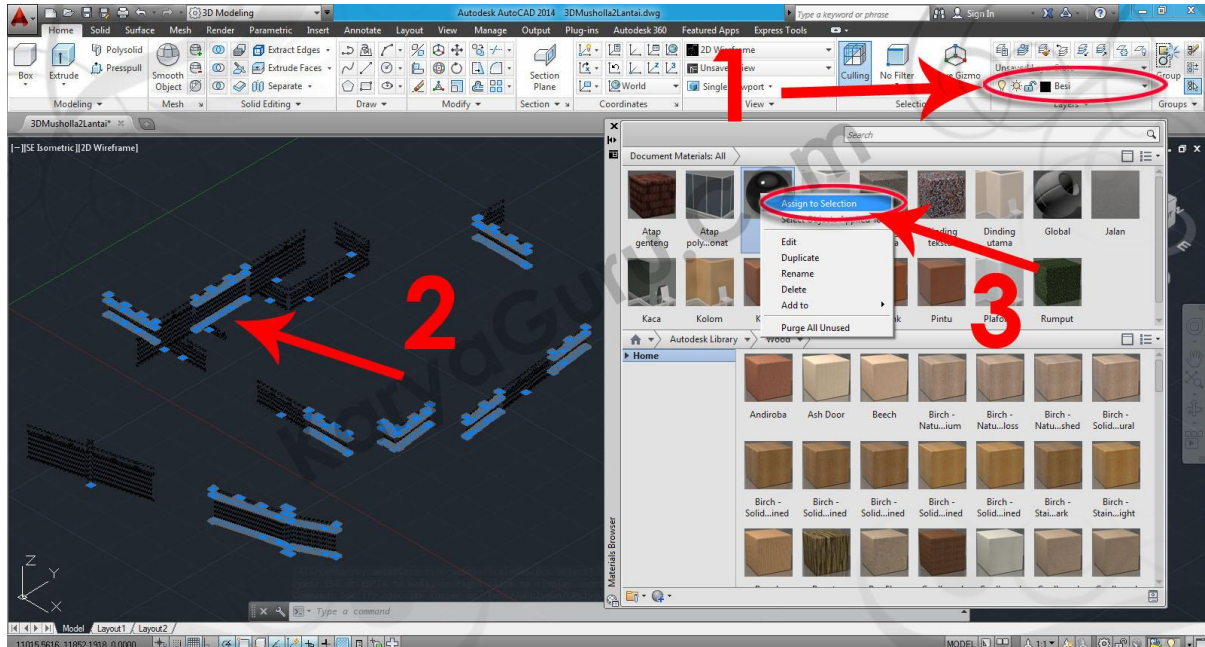 3D Modeling
Autodesk AutoCAD 2014 3DMusholla2Lantai.dwg
Type a keyword or phrase
Sign In
Home Solid Surface Mesh Render Parametric Insert Annotate Layout View Manage Output Plug-ins Autodesk 360 Featured Apps Express Tools
Polysolid
Presspull
Box
Extrude
Smooth Object
Extract Edges
Extrude Faces
Separate
Section Plane
World
2D Wireframe
Culling
No Filter
Gizmo
Group
Besi
Modeling Mesh Solid Editing Draw Modify Section Coordinates View Layers Groups
1
3DMusholla2Lantai*
[-][SE Isometric][2D Wireframe]
Search
Document Materials: All
Assign to Selection
Edit
Duplicate
Rename
Delete
Add to
Purge All Unused
Atap genteng
Atap poly...onat
Dinding utama
Global
Jalan
Kaca
Kolom
Pintu
Rumput
2
3
KaryaGuru.com
Autodesk Library
Wood
Home
Andiroba
Ash Door
Beech
Birch - Natu...ium
Birch - Natu...loss
Birch - Natu...shed
Birch - Solid...ural
Birch - Solid...ined
Birch - Solid...ined
Birch - Solid...ined
Birch - Solid...ined
Birch - Solid...ined
Birch - Stai...ark
Birch - Stain...ight
Materials Browser
Z
Y
X
Type a command
Model Layout1 Layout2
MODEL
1:1